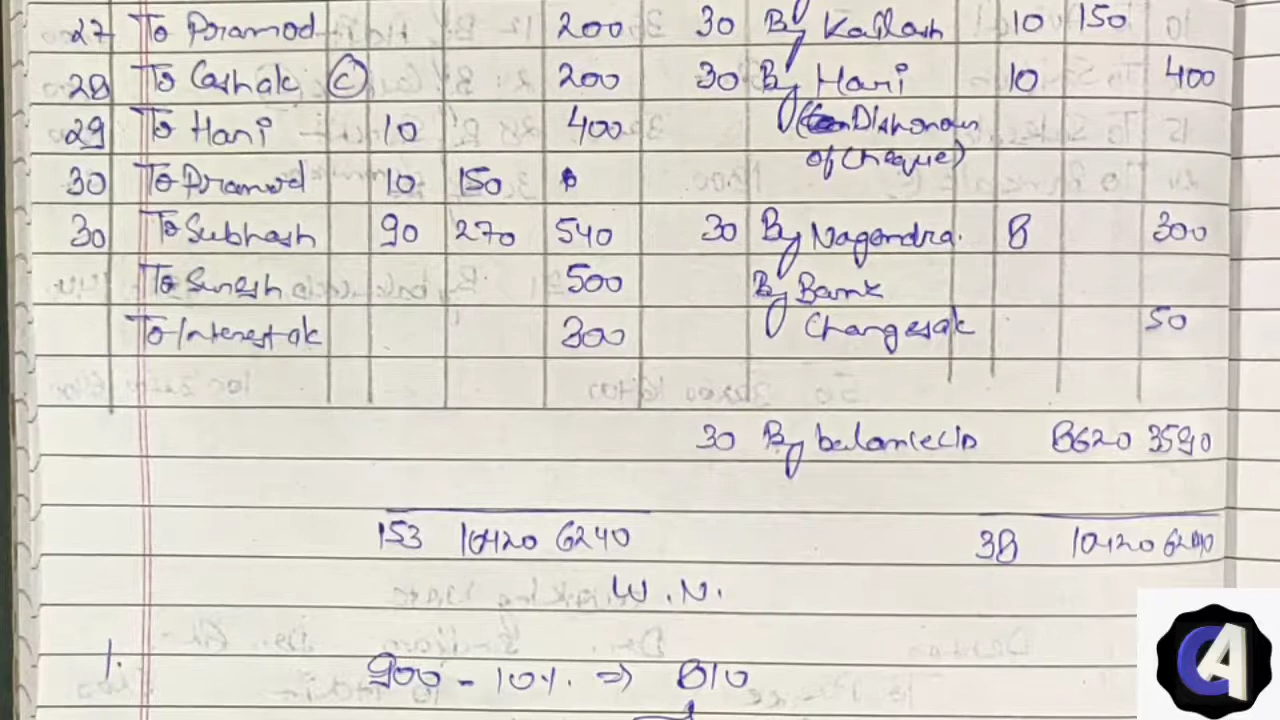 27 To Pramod 200 30 By Kailash 10 150
28 To Cash a/c (C) 200 30 By Hari 10 400
29 To Hari 10 400 (Dishonour
of Cheque)
30 To Pramod 10 150
30 To Subhash 90 270 540 30 By Nagendra. 8 300
To Suresh 500 By Bank
To Interest a/c 300 Charges a/c 50
30 By balance c/d 8620 3590
153 10420 6240 38 10420 6240
W.N.
1. 900 - 10% ⇒ 810
CA